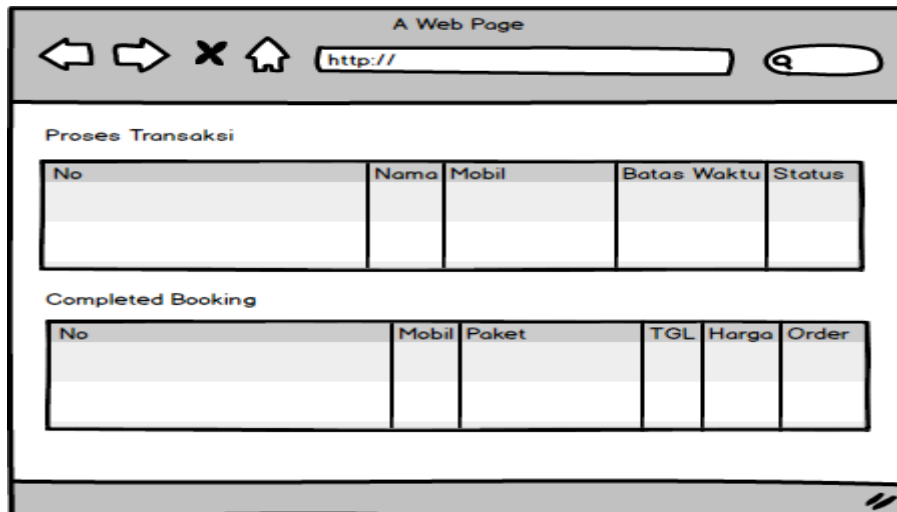 A Web Page
http://
Proses Transaksi
No Nama Mobil Batas Waktu Status
Completed Booking
No Mobil Paket TGL Harga Order